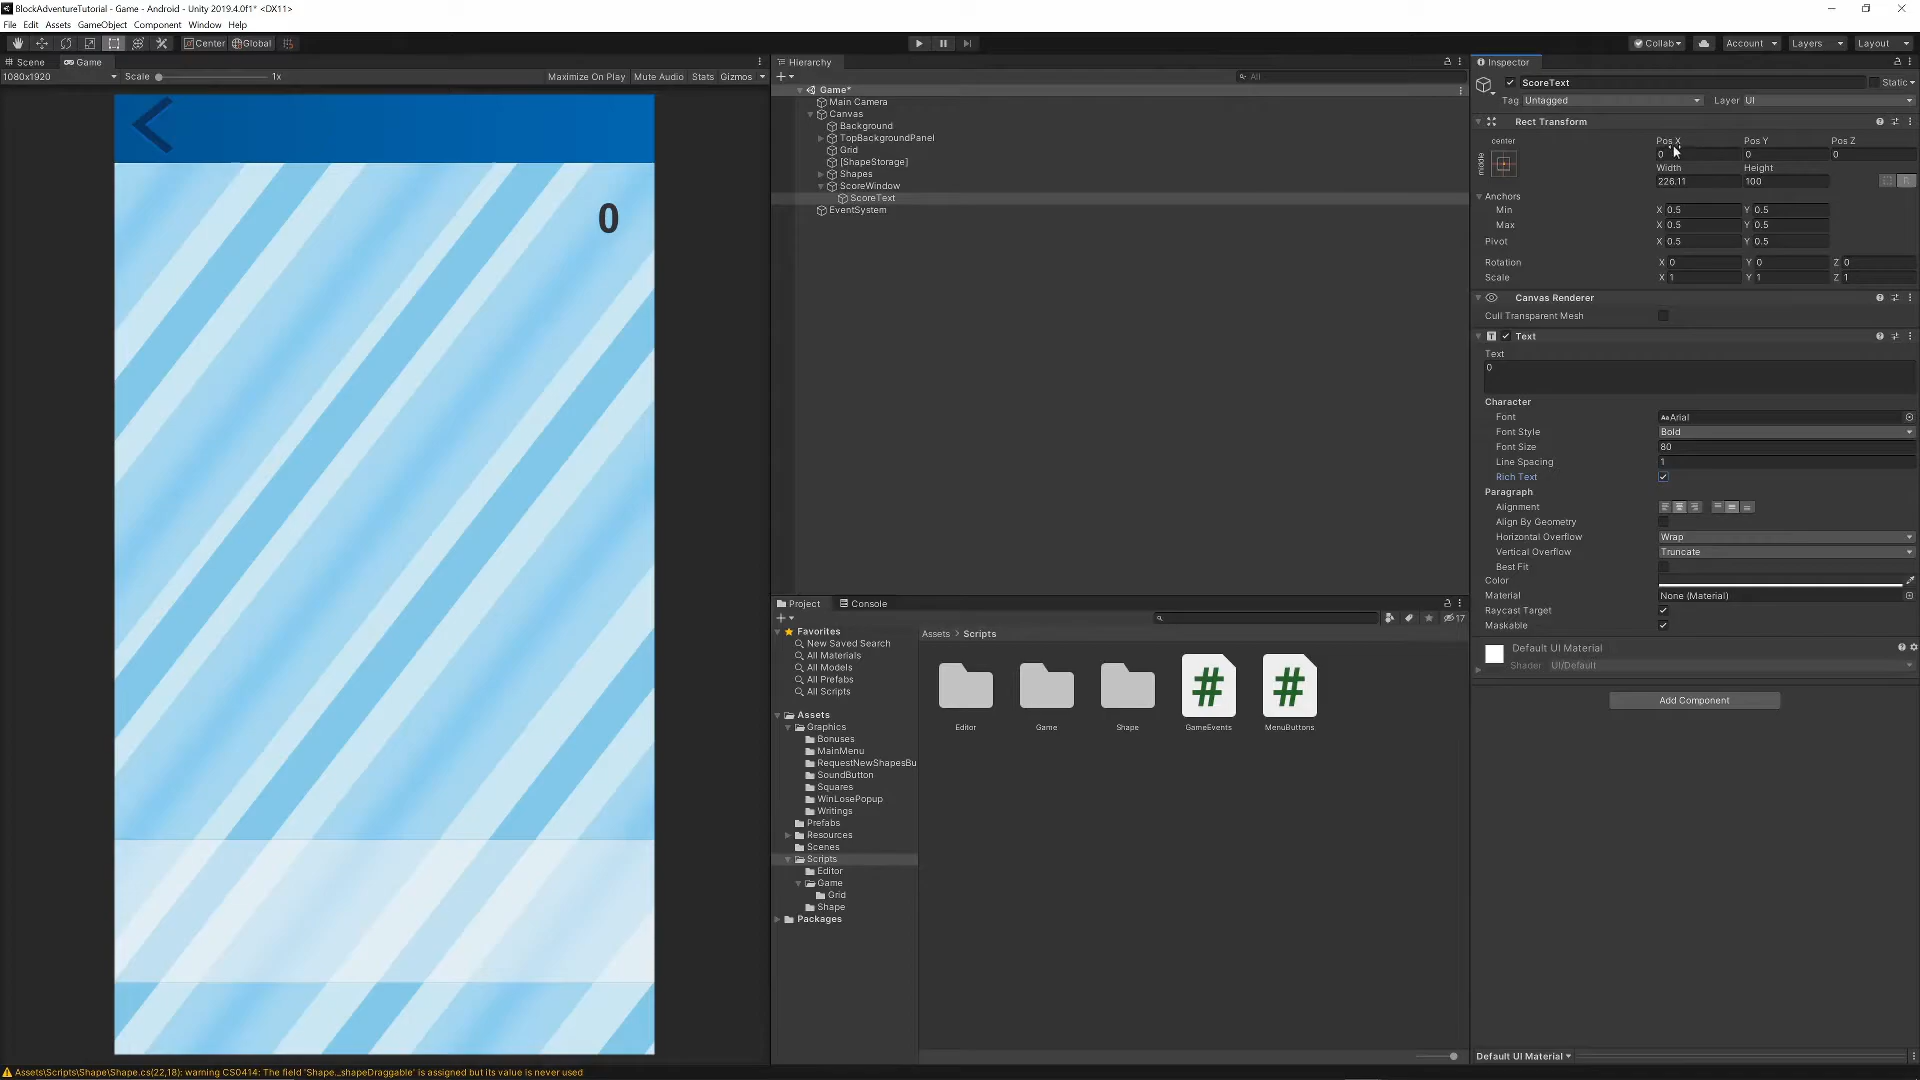 BlockAdventureTutorial - Game - Android - Unity 2019.4.0f1* <DX11>
File Edit Assets GameObject Component Window Help
Center Global
Collab Account Layers Layout
Scene Game
1080x1920 Scale 1x Maximize On Play Mute Audio Stats Gizmos
0
Hierarchy
All
Game*
Main Camera
Canvas
Background
TopBackgroundPanel
Grid
[ShapeStorage]
Shapes
ScoreWindow
ScoreText
EventSystem
Project Console
17
Favorites
New Saved Search
All Materials
All Models
All Prefabs
All Scripts
Assets
Graphics
Bonuses
MainMenu
RequestNewShapesBu
SoundButton
Squares
WinLosePopup
Writings
Prefabs
Resources
Scenes
Scripts
Editor
Game
Grid
Shape
Packages
Assets > Scripts
Editor Game Shape GameEvents MenuButtons
Inspector
ScoreText Static
Tag Untagged Layer UI
Rect Transform
center
middle
Pos X Pos Y Pos Z
0 0 0
Width Height
226.11 100
R
Anchors
Min X 0.5 Y 0.5
Max X 0.5 Y 0.5
Pivot X 0.5 Y 0.5
Rotation X 0 Y 0 Z 0
Scale X 1 Y 1 Z 1
Canvas Renderer
Cull Transparent Mesh
Text
Text
0
Character
Font Arial
Font Style Bold
Font Size 80
Line Spacing 1
Rich Text
Paragraph
Alignment
Align By Geometry
Horizontal Overflow Wrap
Vertical Overflow Truncate
Best Fit
Color
Material None (Material)
Raycast Target
Maskable
Default UI Material
Shader UI/Default
Add Component
Default UI Material
Assets\Scripts\Shape\Shape.cs(22,18): warning CS0414: The field 'Shape._shapeDraggable' is assigned but its value is never used